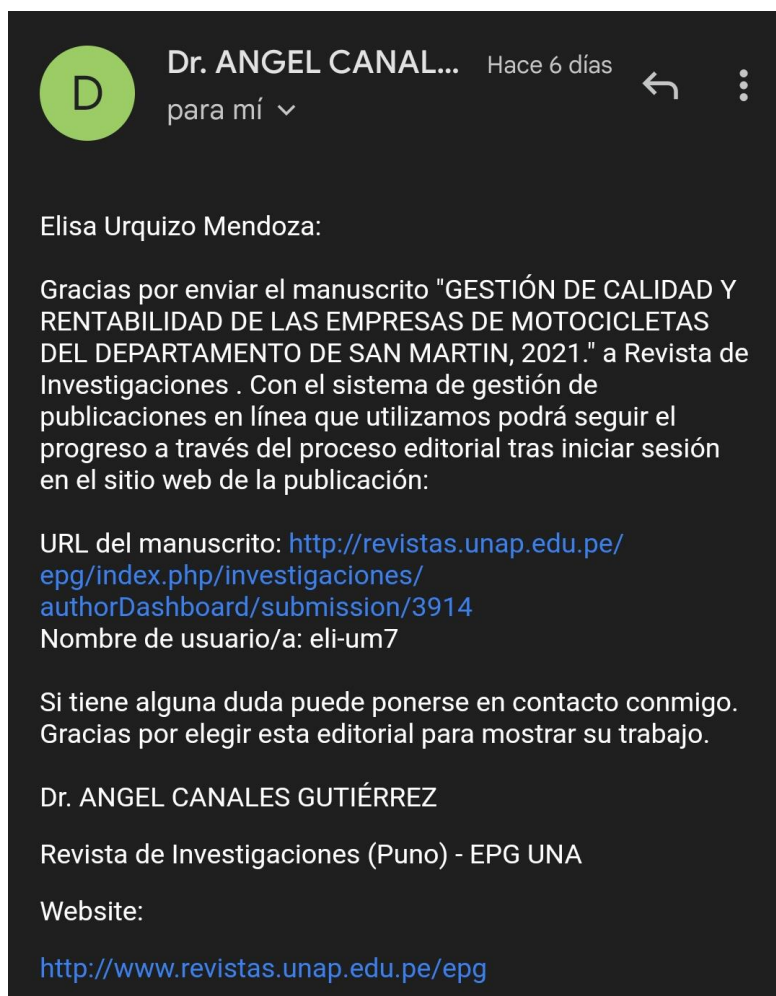 D
Dr. ANGEL CANAL... Hace 6 días
para mí
Elisa Urquizo Mendoza:
Gracias por enviar el manuscrito "GESTIÓN DE CALIDAD Y
RENTABILIDAD DE LAS EMPRESAS DE MOTOCICLETAS
DEL DEPARTAMENTO DE SAN MARTIN, 2021." a Revista de
Investigaciones . Con el sistema de gestión de
publicaciones en línea que utilizamos podrá seguir el
progreso a través del proceso editorial tras iniciar sesión
en el sitio web de la publicación:
URL del manuscrito: http://revistas.unap.edu.pe/
epg/index.php/investigaciones/
authorDashboard/submission/3914
Nombre de usuario/a: eli-um7
Si tiene alguna duda puede ponerse en contacto conmigo.
Gracias por elegir esta editorial para mostrar su trabajo.
Dr. ANGEL CANALES GUTIÉRREZ
Revista de Investigaciones (Puno) - EPG UNA
Website:
http://www.revistas.unap.edu.pe/epg